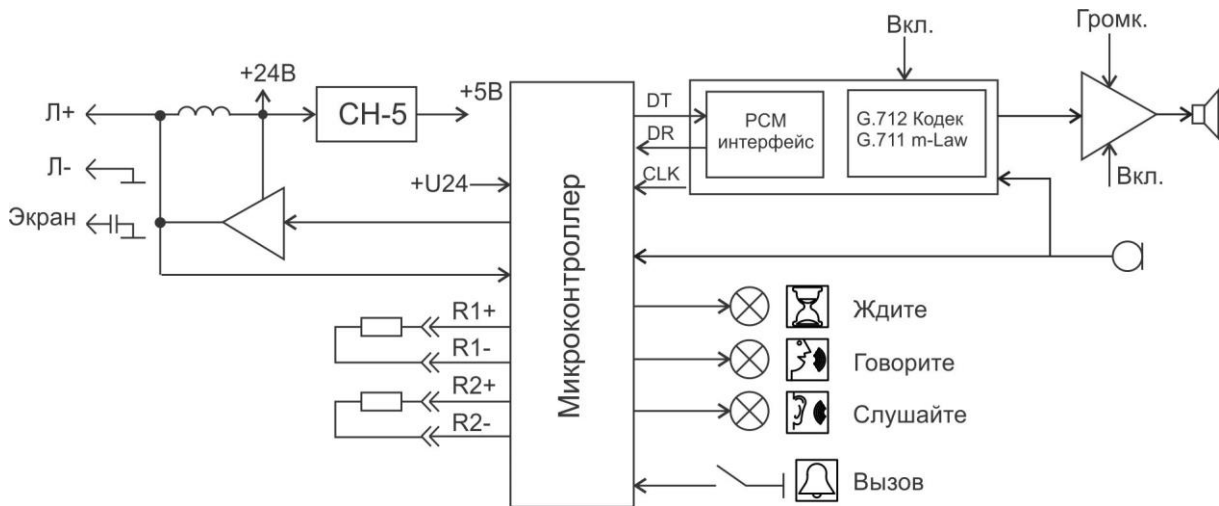 Вкл.
Громк.
+24В
Л+
СН-5
+5В
DT
PCM
интерфейс
G.712 Кодек
G.711 m-Law
DR
Л-
+U24
CLK
Вкл.
Экран
Микроконтроллер
R1+
Ждите
R1-
Говорите
R2+
Слушайте
R2-
Вызов